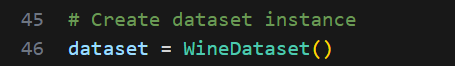 45 # Create dataset instance
46 dataset = WineDataset()